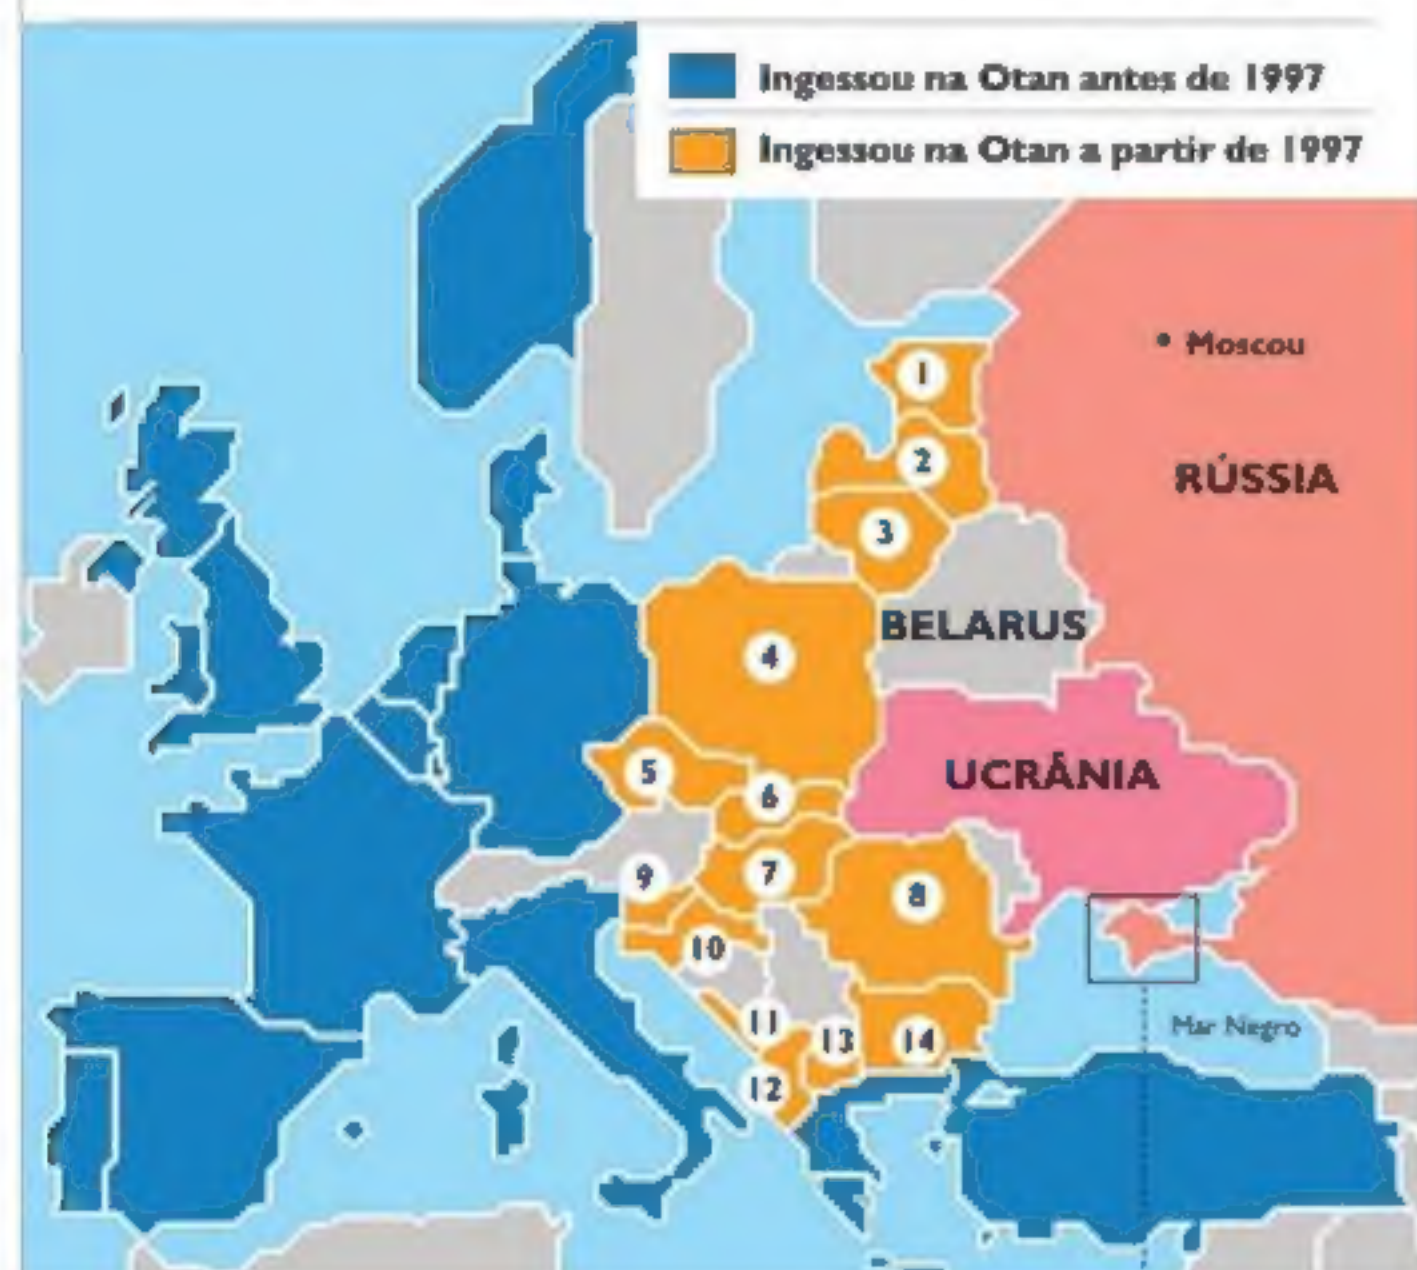 Ingessou na Otan antes de 1997
Ingessou na Otan a partir de 1997
Moscou
1
RÚSSIA
2
3
BELARUS
4
UCRÂNIA
5
6
7
9
8
10
11
13
14
Mar Negro
12